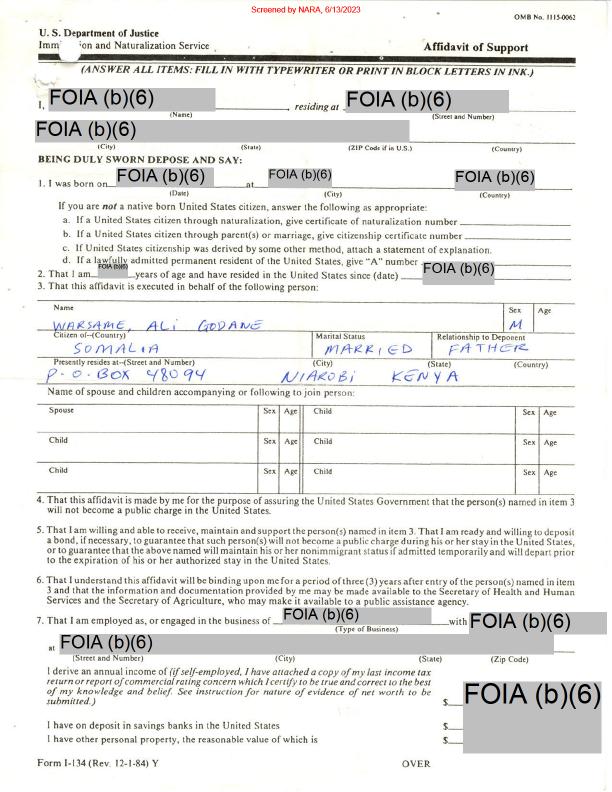 Screened by NARA, 6/13/2023
OMB No. 1115-0062
U. S. Department of Justice
Imm ion and Naturalization Service
Affidavit of Support
(ANSWER ALL ITEMS: FILL IN WITH TYPEWRITER OR PRINT IN BLOCK LETTERS IN INK.)
I, FOIA (b)(6) , residing at FOIA (b)(6)
(Name) (Street and Number)
FOIA (b)(6)
(City) (State) (ZIP Code if in U.S.) (Country)
BEING DULY SWORN DEPOSE AND SAY:
1. I was born on FOIA (b)(6) at FOIA (b)(6) FOIA (b)(6)
(Date) (City) (Country)
If you are not a native born United States citizen, answer the following as appropriate:
a. If a United States citizen through naturalization, give certificate of naturalization number
b. If a United States citizen through parent(s) or marriage, give citizenship certificate number
c. If United States citizenship was derived by some other method, attach a statement of explanation.
d. If a lawfully admitted permanent resident of the United States, give "A" number
2. That I am FOIA (b)(6) years of age and have resided in the United States since (date) FOIA (b)(6)
3. That this affidavit is executed in behalf of the following person:
Name Sex Age
WARSAME, ALI GODANE M
Citizen of--(Country) Marital Status Relationship to Deponent
SOMALIA MARRIED FATHER
Presently resides at--(Street and Number) (City) (State) (Country)
P.O.BOX 48094 NIAROBI KENYA
Name of spouse and children accompanying or following to join person:
Spouse Sex Age Child Sex Age
Child Sex Age Child Sex Age
Child Sex Age Child Sex Age
4. That this affidavit is made by me for the purpose of assuring the United States Government that the person(s) named in item 3
will not become a public charge in the United States.
5. That I am willing and able to receive, maintain and support the person(s) named in item 3. That I am ready and willing to deposit
a bond, if necessary, to guarantee that such person(s) will not become a public charge during his or her stay in the United States,
or to guarantee that the above named will maintain his or her nonimmigrant status if admitted temporarily and will depart prior
to the expiration of his or her authorized stay in the United States.
6. That I understand this affidavit will be binding upon me for a period of three (3) years after entry of the person(s) named in item
3 and that the information and documentation provided by me may be made available to the Secretary of Health and Human
Services and the Secretary of Agriculture, who may make it available to a public assistance agency.
7. That I am employed as, or engaged in the business of FOIA (b)(6) with FOIA (b)(6)
(Type of Business)
at FOIA (b)(6)
(Street and Number) (City) (State) (Zip Code)
I derive an annual income of (if self-employed, I have attached a copy of my last income tax
return or report of commercial rating concern which I certify to be true and correct to the best
of my knowledge and belief. See instruction for nature of evidence of net worth to be
submitted.) $ FOIA (b)(6)
I have on deposit in savings banks in the United States $
I have other personal property, the reasonable value of which is $
Form I-134 (Rev. 12-1-84) Y OVER